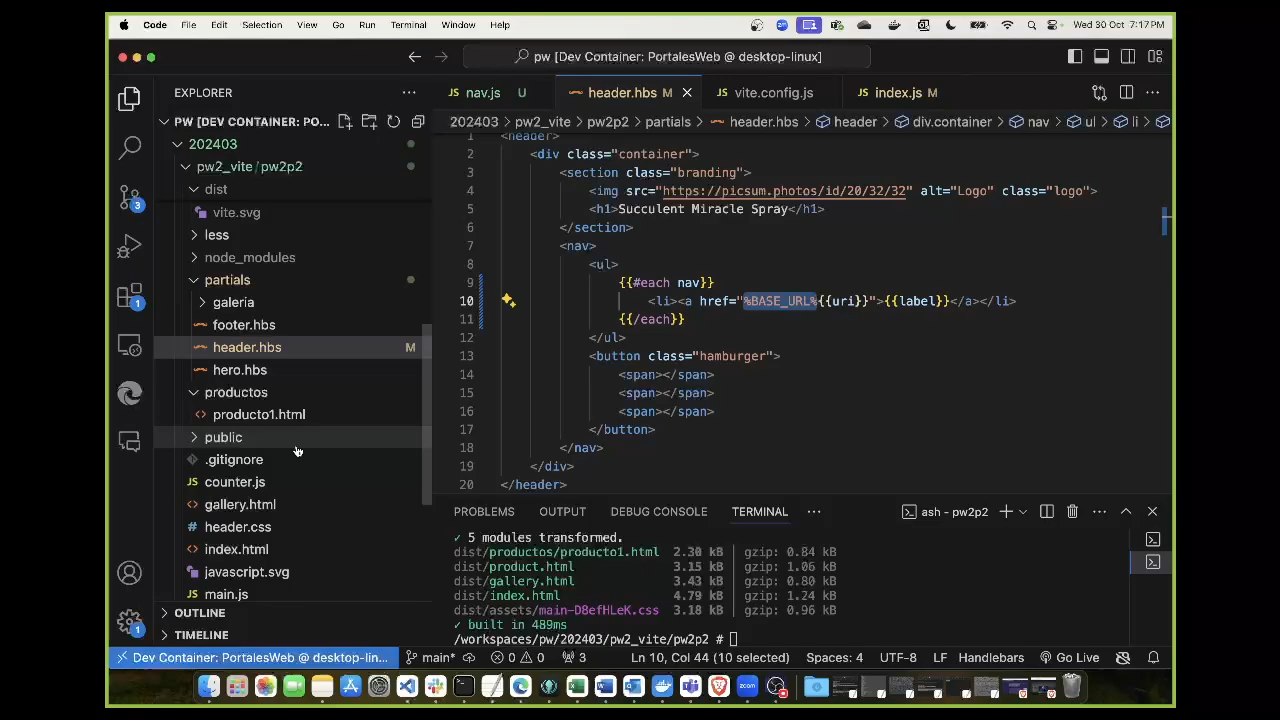 Code File Edit Selection View Go Run Terminal Window Help Wed 30 Oct 7:17 PM
pw [Dev Container: PortalesWeb @ desktop-linux]
EXPLORER
nav.js U
header.hbs M
vite.config.js
index.js M
PW [DEV CONTAINER: PO...
202403 > pw2_vite > pw2p2 > partials > header.hbs > header > div.container > nav > ul > li >
202403
pw2_vite / pw2p2
dist
vite.svg
less
node_modules
partials
galeria
footer.hbs
header.hbs M
hero.hbs
productos
producto1.html
public
.gitignore
counter.js
gallery.html
header.css
index.html
javascript.svg
main.js
OUTLINE
TIMELINE
1 <header>
2 <div class="container">
3 <section class="branding">
4 <img src="https://picsum.photos/id/20/32/32" alt="Logo" class="logo">
5 <h1>Succulent Miracle Spray</h1>
6 </section>
7 <nav>
8 <ul>
9 {{#each nav}}
10 <li><a href="%BASE_URL%{{uri}}">{{label}}</a></li>
11 {{/each}}
12 </ul>
13 <button class="hamburger">
14 <span></span>
15 <span></span>
16 <span></span>
17 </button>
18 </nav>
19 </div>
20 </header>
PROBLEMS OUTPUT DEBUG CONSOLE TERMINAL ash - pw2p2
✓ 5 modules transformed.
dist/productos/producto1.html 2.30 kB │ gzip: 0.84 kB
dist/product.html 3.15 kB │ gzip: 1.06 kB
dist/gallery.html 3.43 kB │ gzip: 0.80 kB
dist/index.html 4.79 kB │ gzip: 1.24 kB
dist/assets/main-D8efHLeK.css 3.18 kB │ gzip: 0.96 kB
✓ built in 489ms
/workspaces/pw/202403/pw2_vite/pw2p2 #
3
1
1
Dev Container: PortalesWeb @ desktop-lin... main* 0 0 3 Ln 10, Col 44 (10 selected) Spaces: 4 UTF-8 LF Handlebars Go Live
zoom